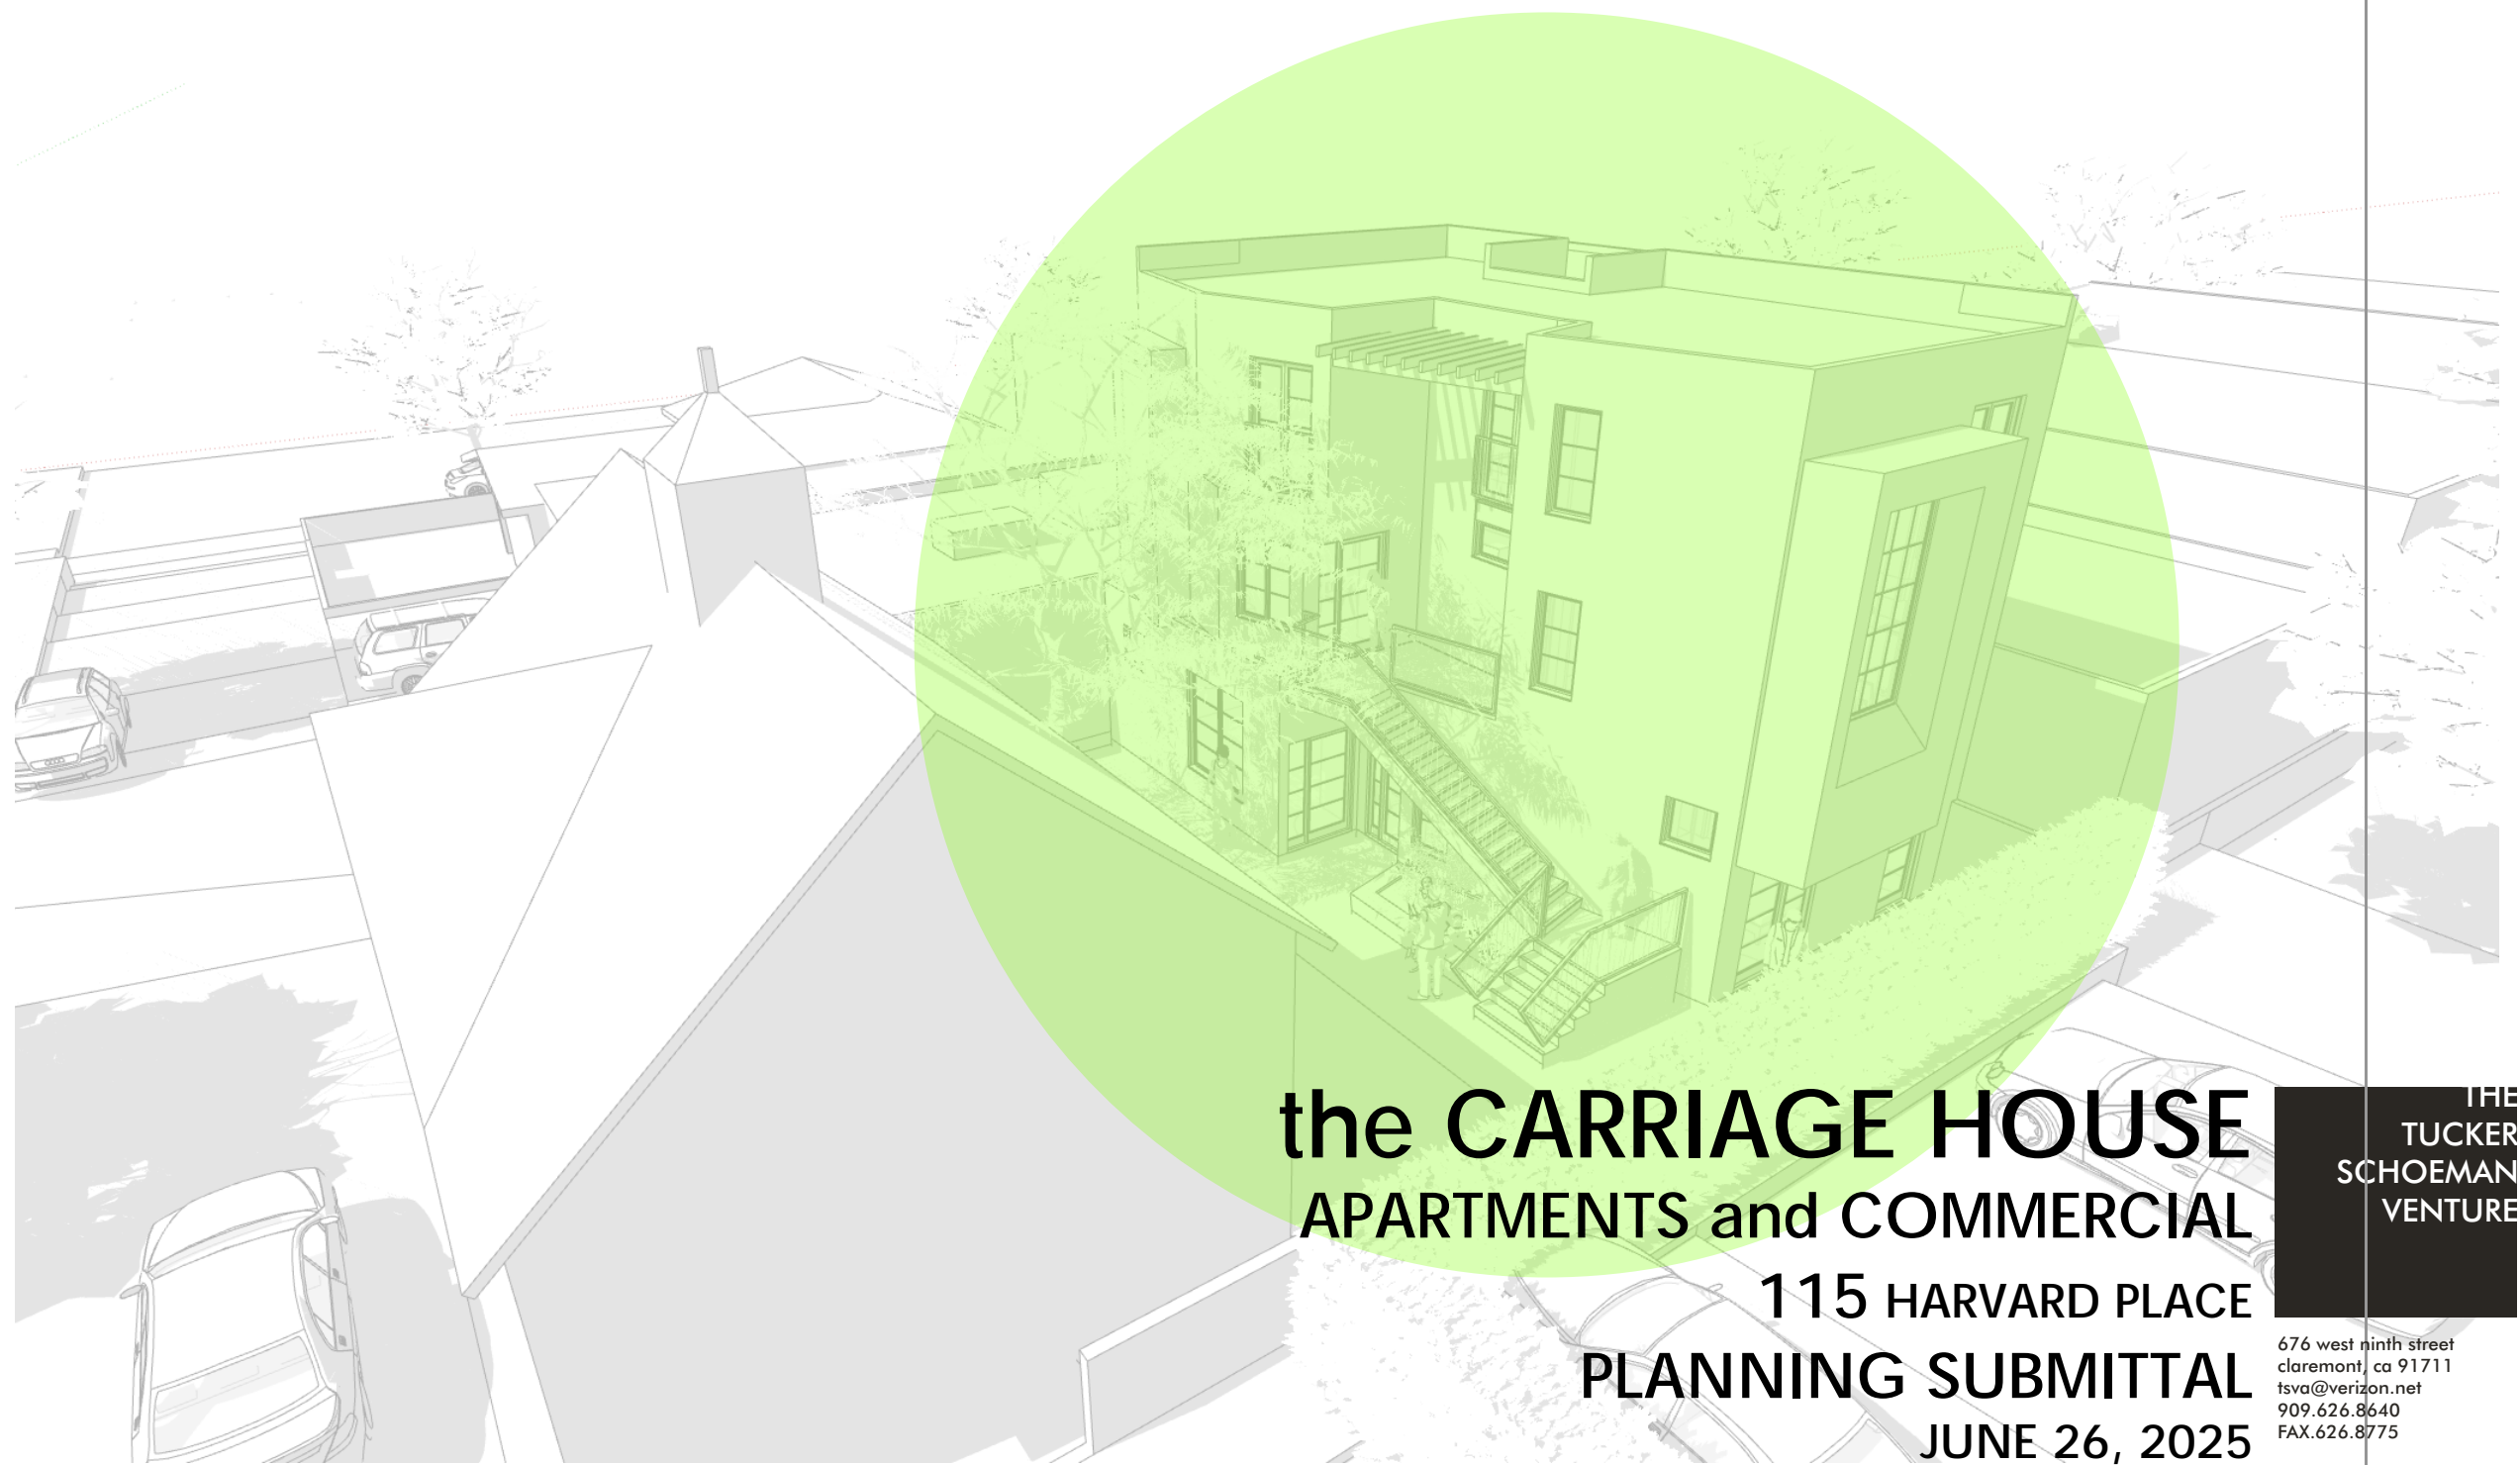 the CARRIAGE HOUSE
APARTMENTS and COMMERCIAL
115 HARVARD PLACE
PLANNING SUBMITTAL
JUNE 26, 2025
THE
TUCKER
SCHOEMAN
VENTURE
676 west ninth street
claremont, ca 91711
tsva@verizon.net
909.626.8640
FAX.626.8775